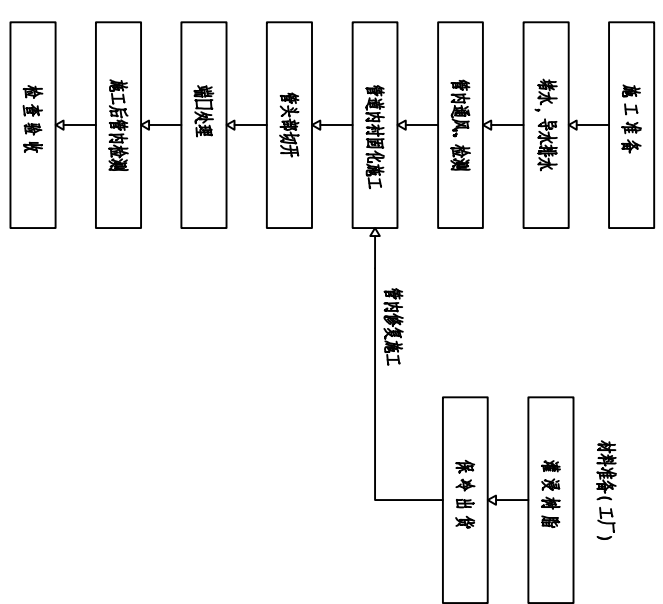 施工准备
堵水，导水排水
管内通风、检测
管道内衬固化施工
管头部切开
端口处理
施工后管内检测
检查验收
管内修复施工
材料准备(工厂)
灌浸树脂
保冷出货